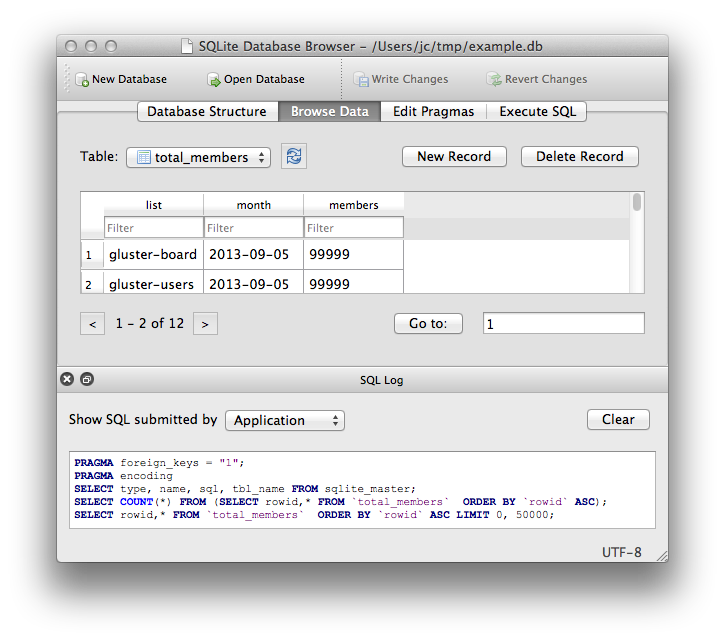 SQLite Database Browser – /Users/jc/tmp/example.db
New Database Open Database Write Changes Revert Changes
Database Structure Browse Data Edit Pragmas Execute SQL
Table: total_members New Record Delete Record
list month members
Filter Filter Filter
1 gluster-board 2013-09-05 99999
2 gluster-users 2013-09-05 99999
< 1 - 2 of 12 > Go to: 1
SQL Log
Show SQL submitted by Application Clear
PRAGMA foreign_keys = "1";
PRAGMA encoding
SELECT type, name, sql, tbl_name FROM sqlite_master;
SELECT COUNT(*) FROM (SELECT rowid,* FROM `total_members`  ORDER BY `rowid` ASC);
SELECT rowid,* FROM `total_members`  ORDER BY `rowid` ASC LIMIT 0, 50000;
UTF-8